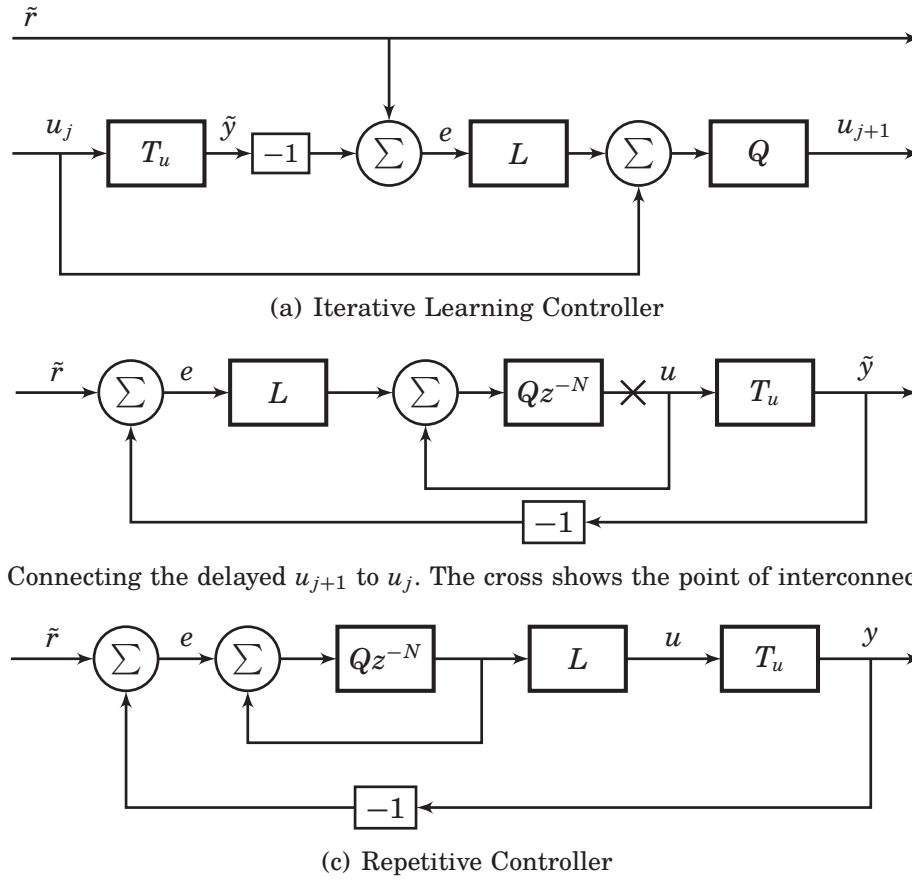 r̃
u_j T_u ỹ −1 ∑ e L ∑ Q u_{j+1}
(a) Iterative Learning Controller
r̃ ∑ e L ∑ Qz^{−N} u T_u ỹ
−1
Connecting the delayed u_{j+1} to u_j. The cross shows the point of interconnec
r̃ ∑ e ∑ Qz^{−N} L u T_u y
−1
(c) Repetitive Controller